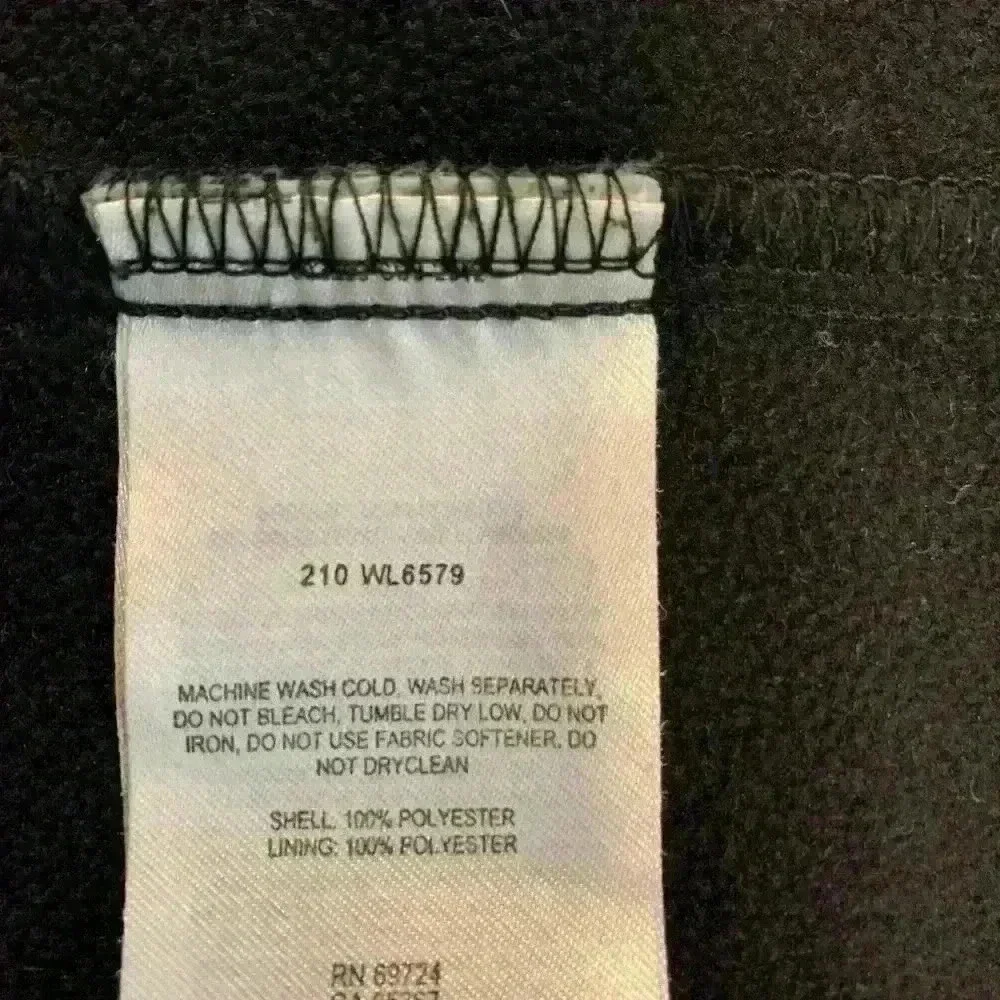 210 WL6579
MACHINE WASH COLD, WASH SEPARATELY,
DO NOT BLEACH, TUMBLE DRY LOW, DO NOT
IRON, DO NOT USE FABRIC SOFTENER, DO
NOT DRYCLEAN
SHELL: 100% POLYESTER
LINING: 100% POLYESTER
RN 69724